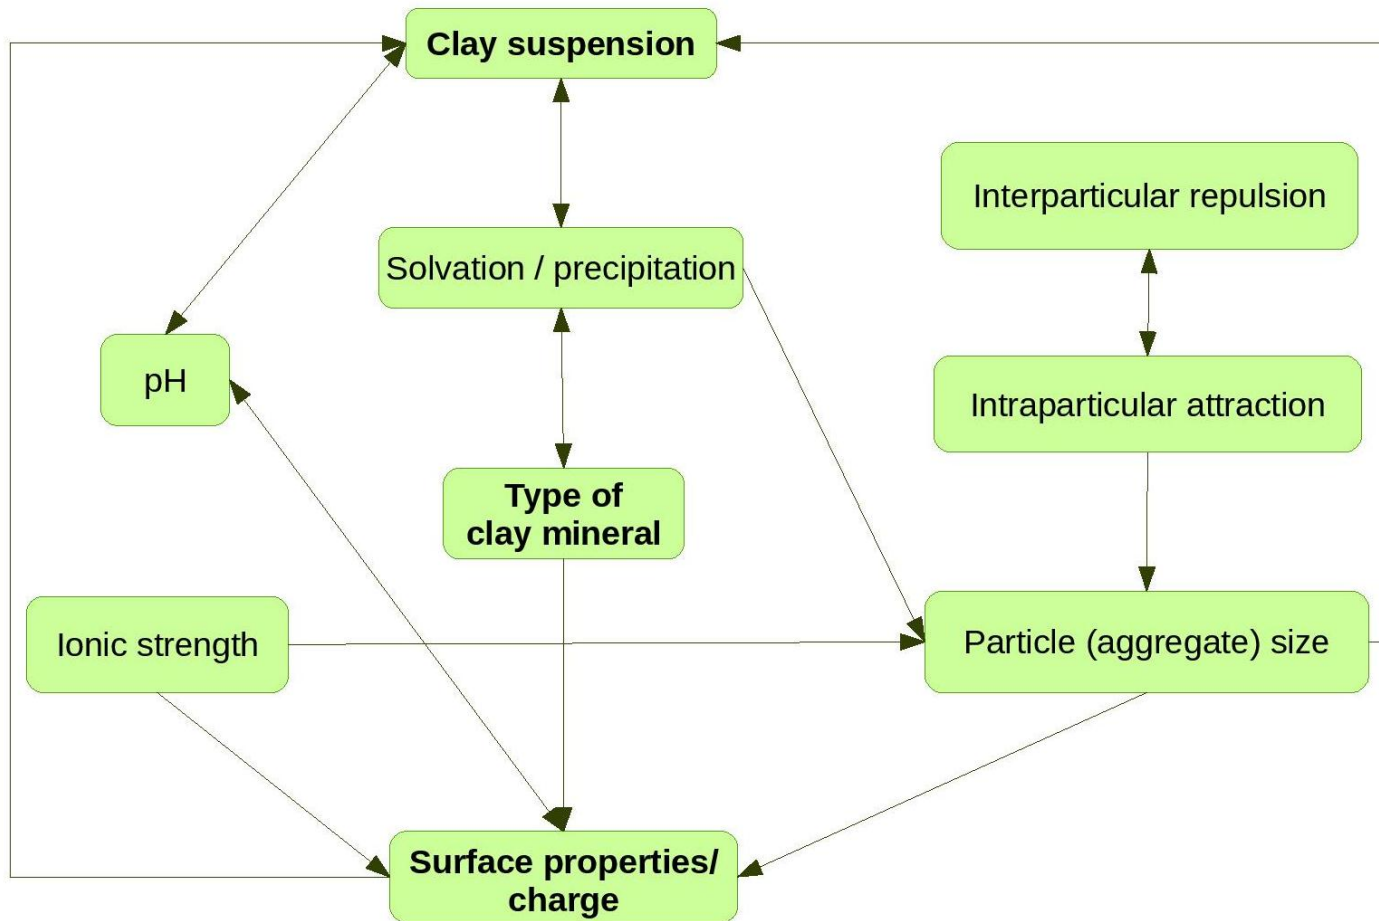 Clay suspension
Interparticular repulsion
Solvation / precipitation
pH
Intraparticular attraction
Type of
clay mineral
Ionic strength
Particle (aggregate) size
Surface properties/
charge